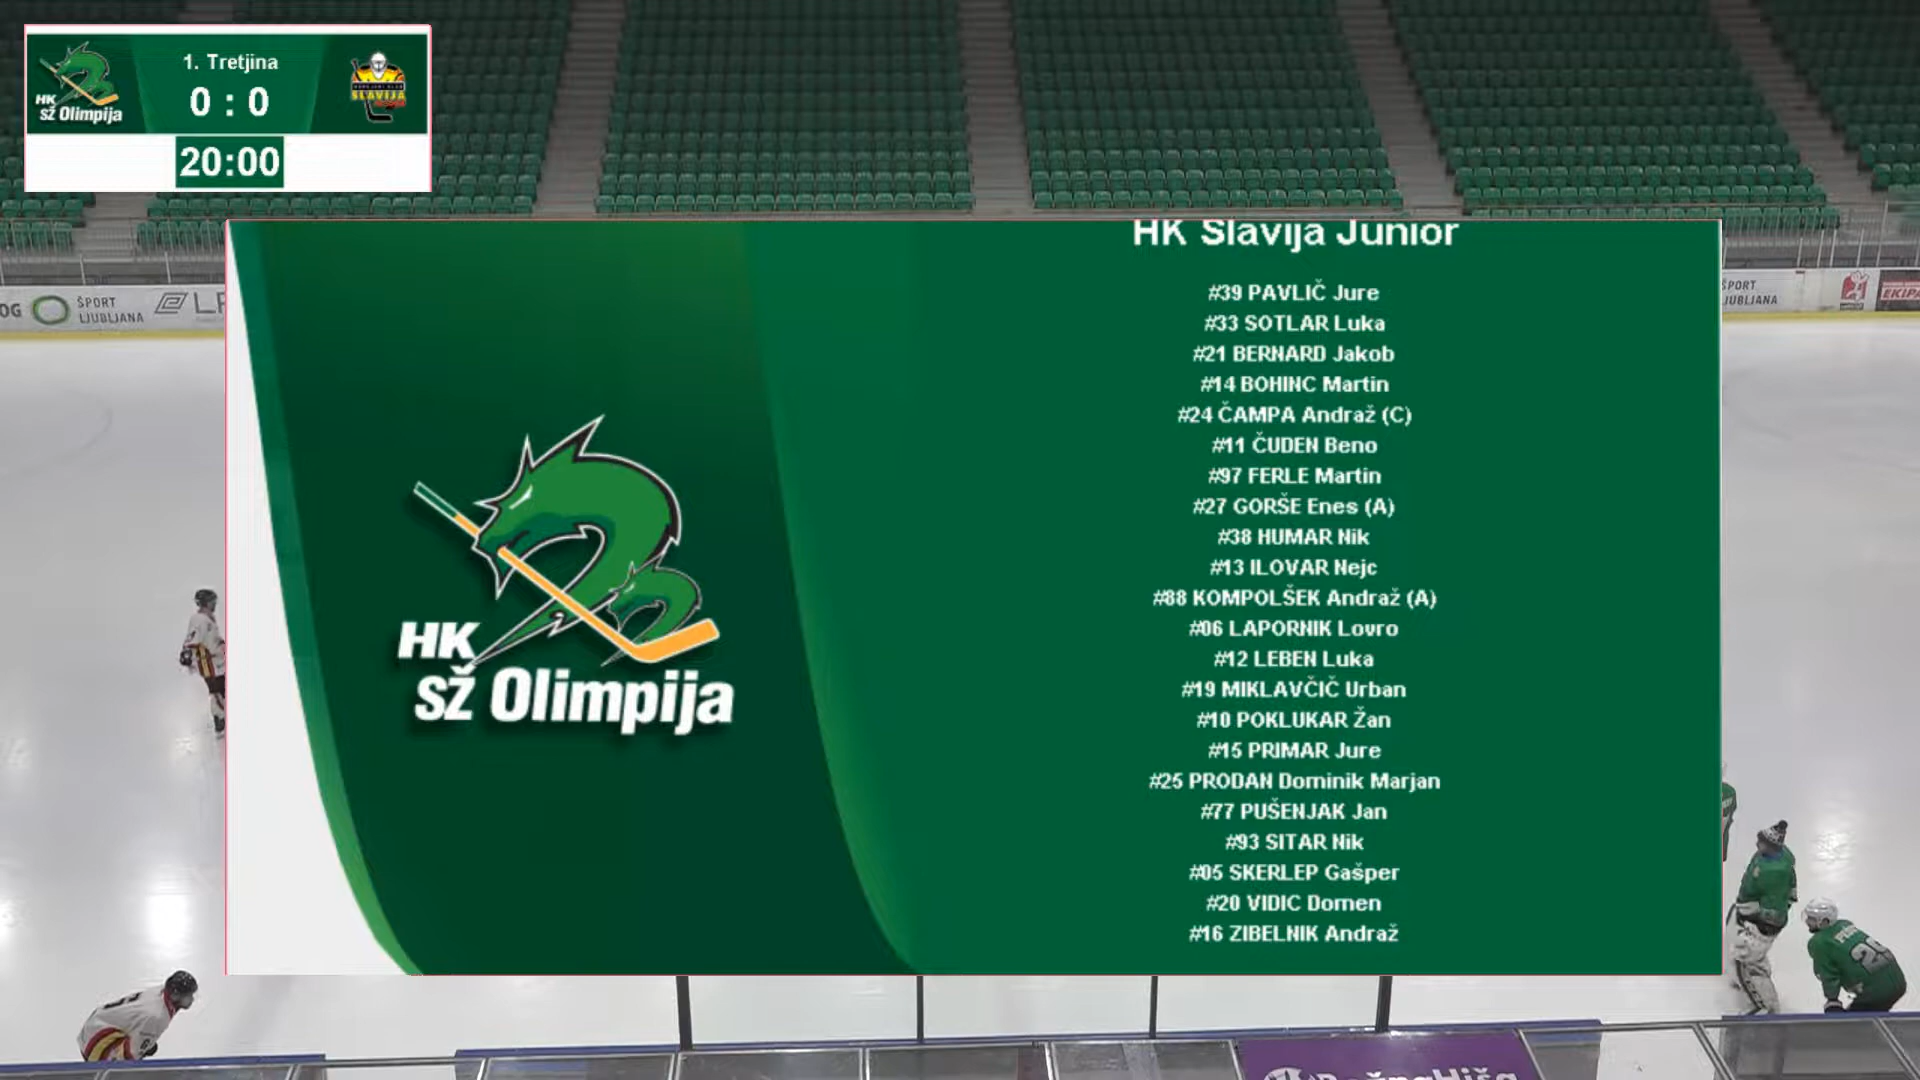 1. Tretjina
0 : 0
20:00
HK
SŽ Olimpija
SLAVIJA
HK Slavija Junior
#39 PAVLIČ Jure
#33 SOTLAR Luka
#21 BERNARD Jakob
#14 BOHINC Martin
#24 ČAMPA Andraž (C)
#11 ČUDEN Beno
#97 FERLE Martin
#27 GORŠE Enes (A)
#38 HUMAR Nik
#13 ILOVAR Nejc
#88 KOMPOLŠEK Andraž (A)
#06 LAPORNIK Lovro
#12 LEBEN Luka
#19 MIKLAVČIČ Urban
#10 POKLUKAR Žan
#15 PRIMAR Jure
#25 PRODAN Dominik Marjan
#77 PUŠENJAK Jan
#93 SITAR Nik
#05 SKERLEP Gašper
#20 VIDIC Domen
#16 ZIBELNIK Andraž
HK
SŽ Olimpija
OG
ŠPORT
LJUBLJANA
ŠPORT
LJUBLJANA
EKIPA